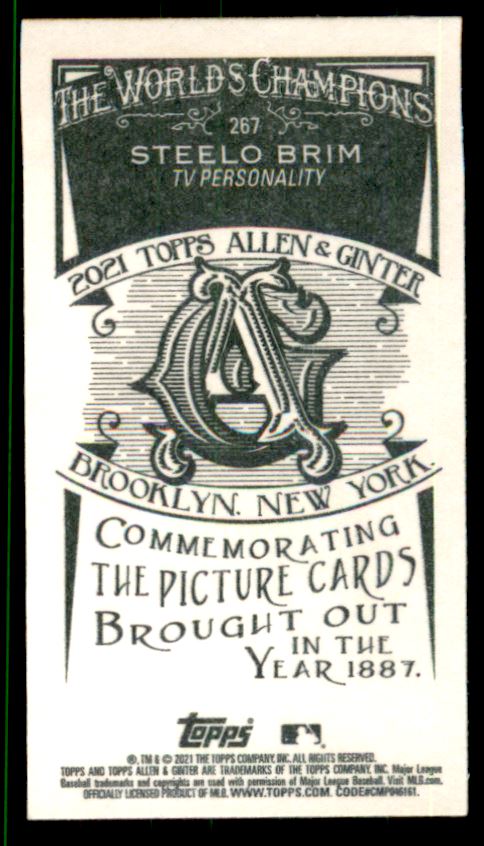 THE WORLD'S CHAMPIONS
267
STEELO BRIM
TV PERSONALITY
2021 TOPPS ALLEN & GINTER
AG
BROOKLYN. NEW YORK.
COMMEMORATING
THE PICTURE CARDS
BROUGHT OUT
IN THE
YEAR 1887.
topps
®, TM & © 2021 THE TOPPS COMPANY, INC. ALL RIGHTS RESERVED.
TOPPS AND TOPPS ALLEN & GINTER ARE TRADEMARKS OF THE TOPPS COMPANY, INC. Major League
Baseball trademarks and copyrights are used with permission of Major League Baseball. Visit MLB.com.
OFFICIALLY LICENSED PRODUCT OF MLB. WWW.TOPPS.COM. CODE#CMP046161.